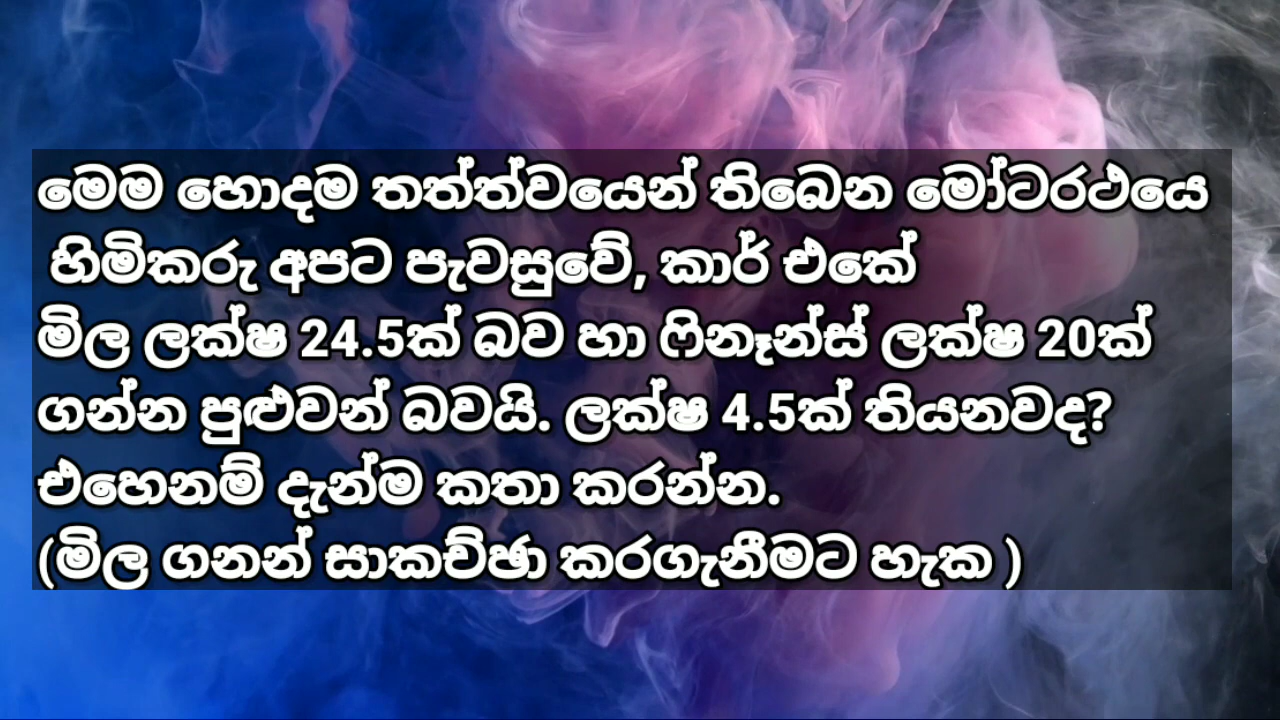 මෙම හොදම තත්ත්වයෙන් තිබෙන මෝටරථයෙ
හිමිකරු අපට පැවසුවේ, කාර් එකේ
මිල ලක්ෂ 24.5ක් බව හා ෆිනෑන්ස් ලක්ෂ 20ක්
ගන්න පුළුවන් බවයි. ලක්ෂ 4.5ක් තියනවද?
එහෙනම් දැන්ම කතා කරන්න.
(මිල ගනන් සාකච්ඡා කරගැනීමට හැක )